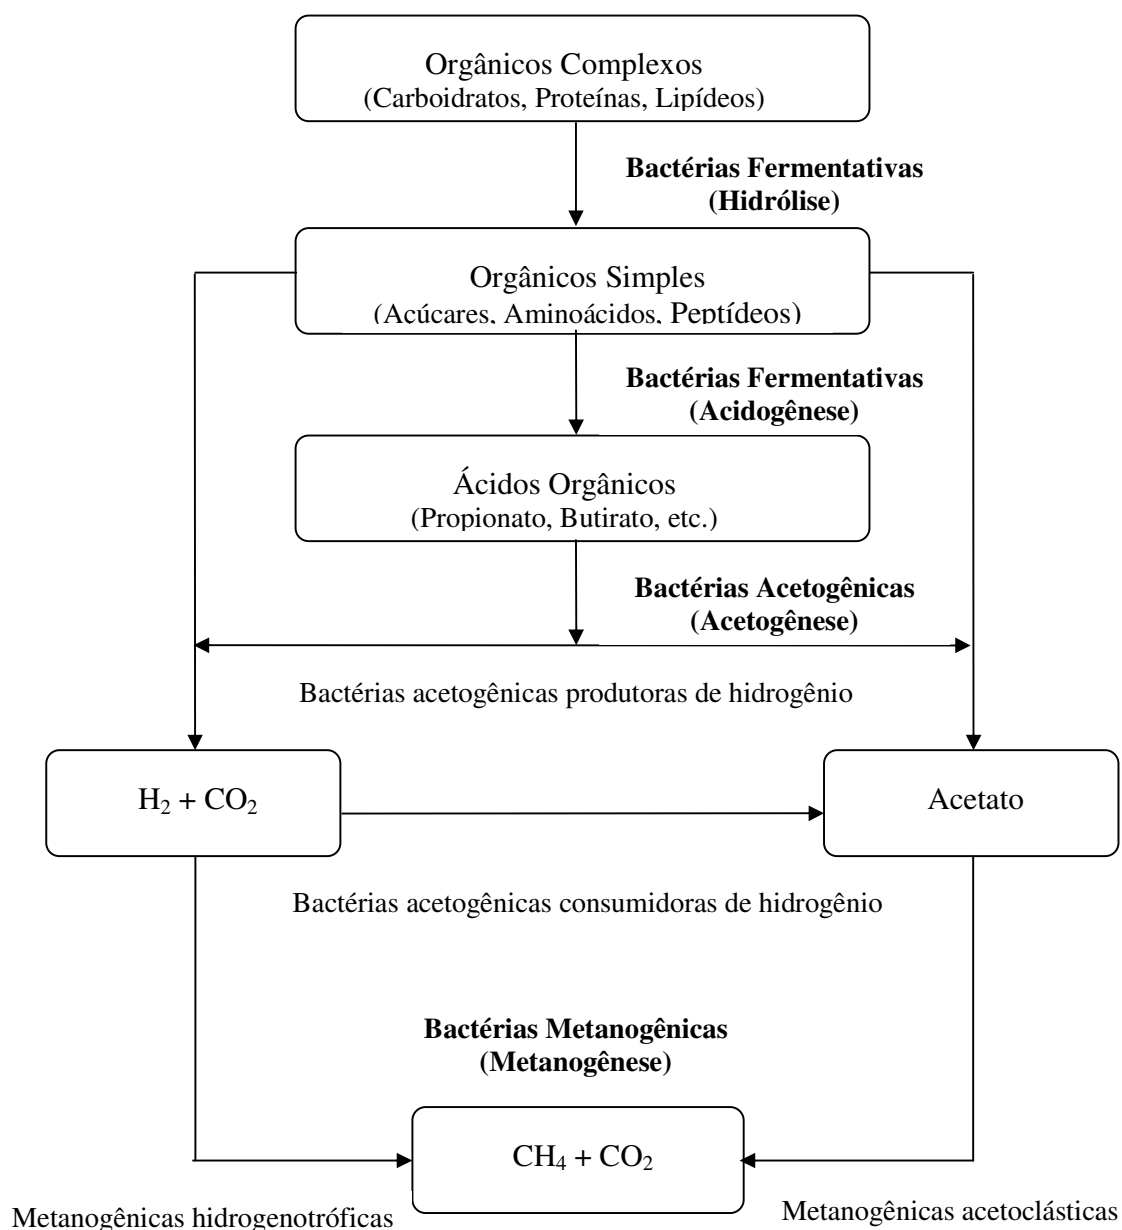 Orgânicos Complexos
(Carboidratos, Proteínas, Lipídeos)
Bactérias Fermentativas
(Hidrólise)
Orgânicos Simples
(Açúcares, Aminoácidos, Peptídeos)
Bactérias Fermentativas
(Acidogênese)
Ácidos Orgânicos
(Propionato, Butirato, etc.)
Bactérias Acetogênicas
(Acetogênese)
Bactérias acetogênicas produtoras de hidrogênio
H₂ + CO₂
Acetato
Bactérias acetogênicas consumidoras de hidrogênio
Bactérias Metanogênicas
(Metanogênese)
CH₄ + CO₂
Metanogênicas hidrogenotróficas
Metanogênicas acetoclásticas